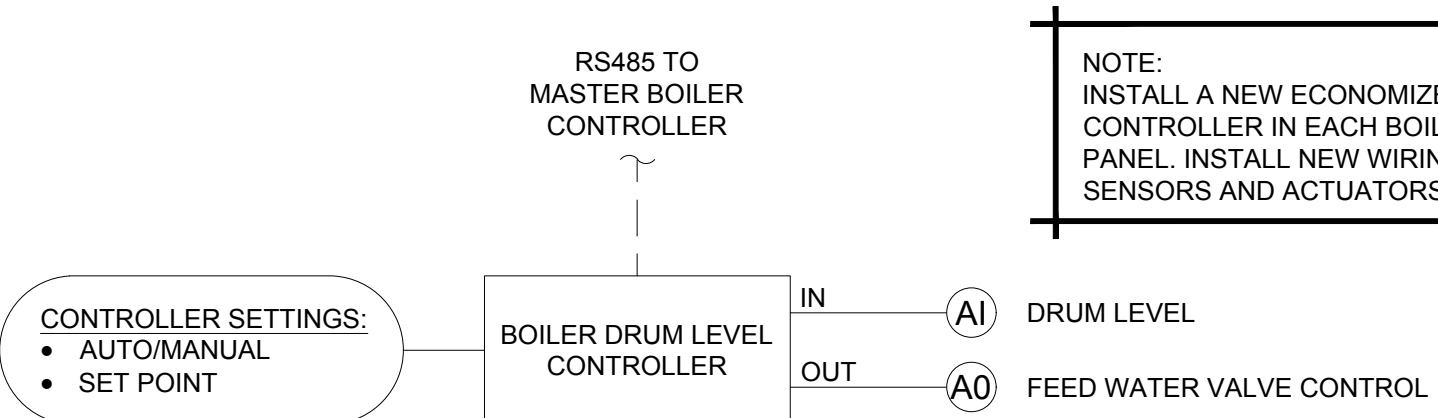 RS485 TO
MASTER BOILER
CONTROLLER
NOTE:
INSTALL A NEW
CONTROLLER IN EACH
PANEL. INSTALL NEW
SENSORS AND ACTUATORS
CONTROLLER SETTINGS:
• AUTO/MANUAL
• SET POINT
BOILER DRUM LEVEL
CONTROLLER
IN
AI
DRUM LEVEL
OUT
A0
FEED WATER VALVE CONTROL